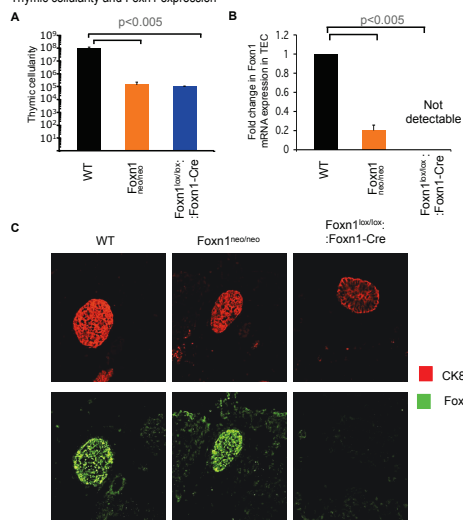 Thymic cellularity and Foxn1 expression
A
p<0.005
Thymic cellularity
10⁹
10⁸
10⁷
10⁶
10⁵
10⁴
10³
10²
10¹
WT
Foxn1
neo/neo
Foxn1lox/lox:
:Foxn1-Cre
B
p<0.005
Fold change in Foxn1
mRNA expression in TEC
1.2
1
0.8
0.6
0.4
0.2
0
Not
detectable
WT
Foxn1
neo/neo
Foxn1lox/lox:
:Foxn1-Cre
C
WT
Foxn1neo/neo
Foxn1lox/lox:
:Foxn1-Cre
CK8
Fox